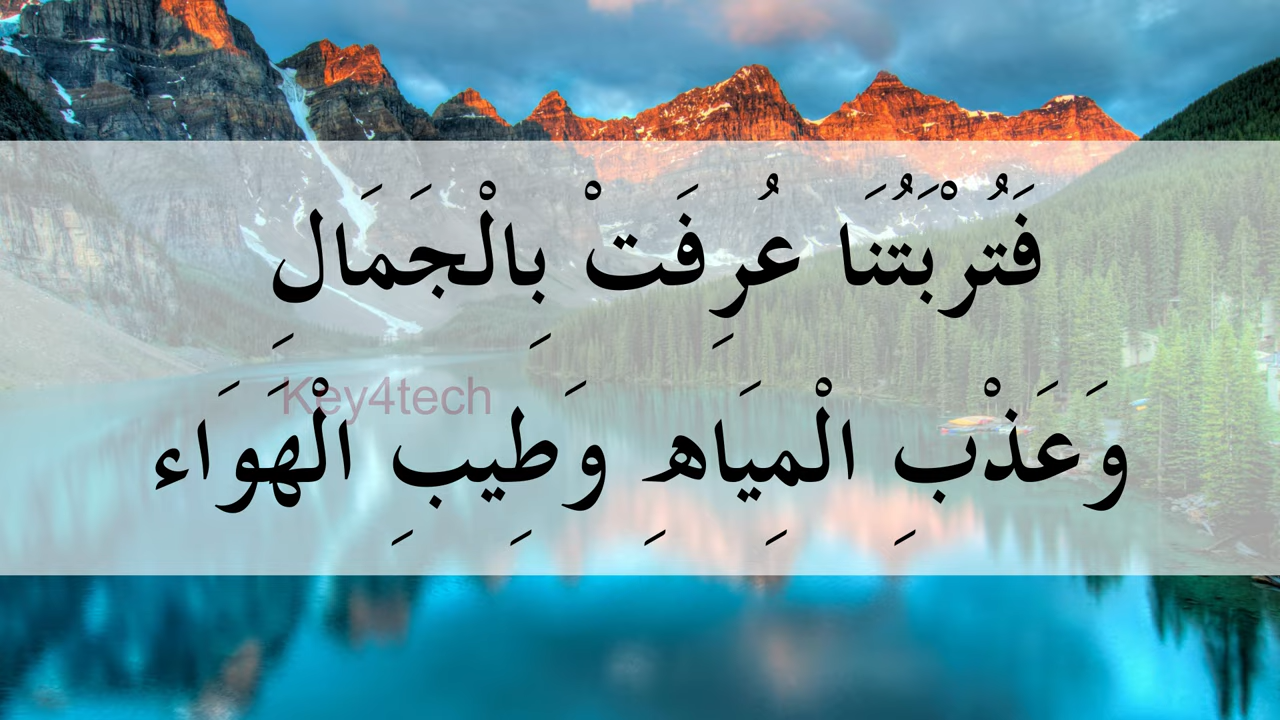 فَتُرْبَتُنَا عُرِفَتْ بِالْجَمَالِ
Key4tech
وَعَذْبِ الْمِيَاهِ وَطِيبِ الْهَوَاء